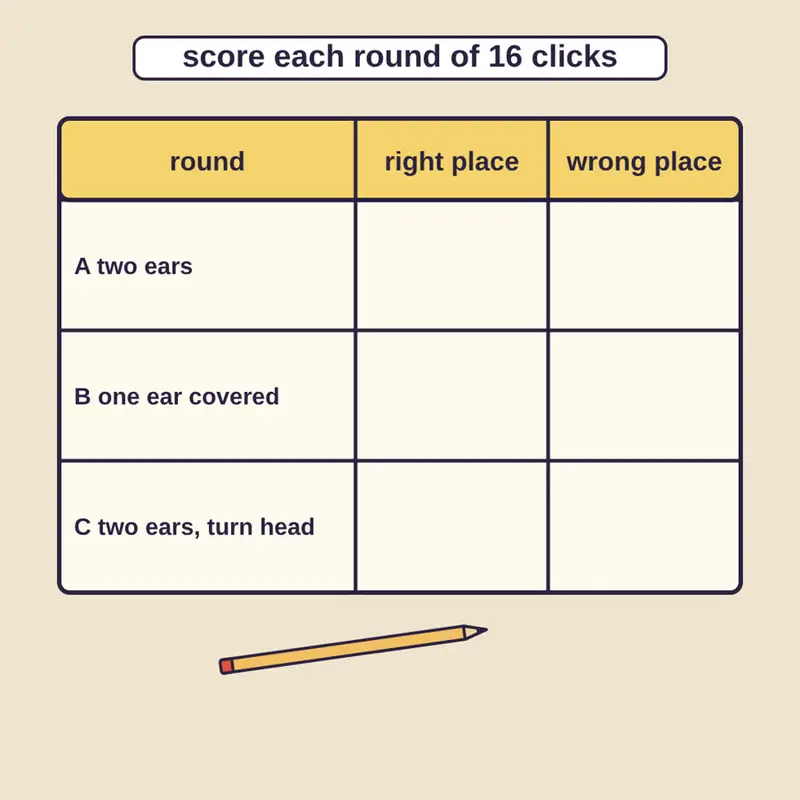 score each round of 16 clicks
round right place wrong place
A two ears
B one ear covered
C two ears, turn head